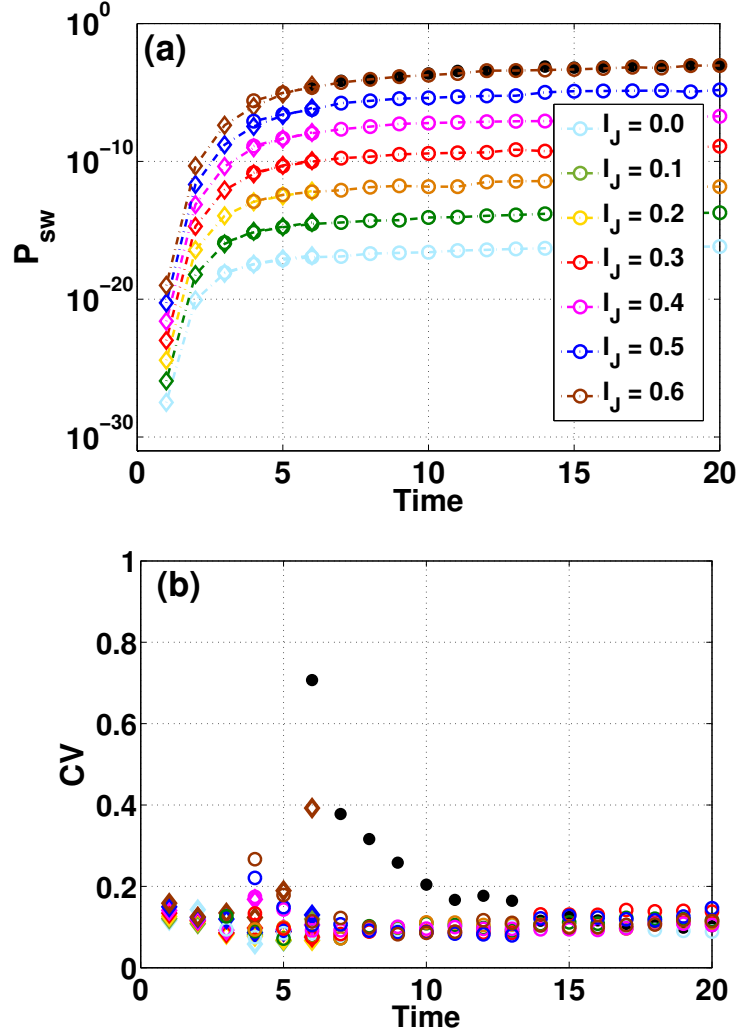 (a)
10^0
10^-10
10^-20
10^-30
P_sw
0 5 10 15 20
Time
I_J = 0.0
I_J = 0.1
I_J = 0.2
I_J = 0.3
I_J = 0.4
I_J = 0.5
I_J = 0.6
(b)
1
0.8
0.6
0.4
0.2
0
CV
0 5 10 15 20
Time